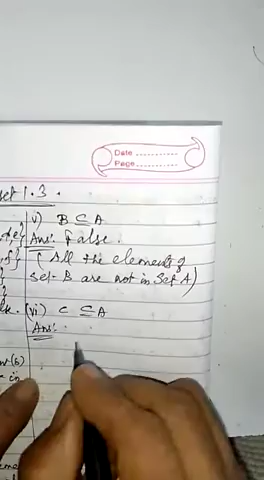 Date ............
Page ............
set 1.3.
v) B ⊆ A
Ans: False.
( All the elements of
set B are not in Set A)
(vi) C ⊆ A
Ans: